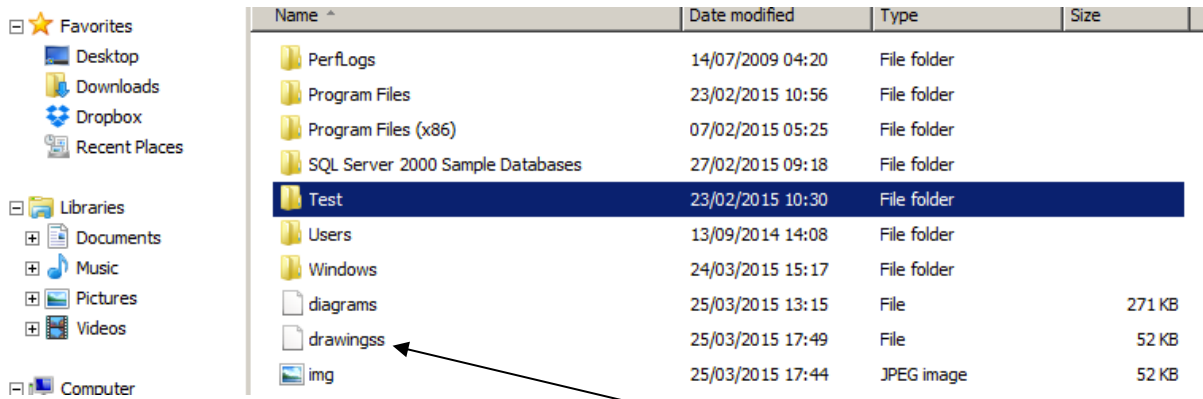 Favorites
Desktop
Downloads
Dropbox
Recent Places
Libraries
Documents
Music
Pictures
Videos
Computer
Name Date modified Type Size
PerfLogs 14/07/2009 04:20 File folder
Program Files 23/02/2015 10:56 File folder
Program Files (x86) 07/02/2015 05:25 File folder
SQL Server 2000 Sample Databases 27/02/2015 09:18 File folder
Test 23/02/2015 10:30 File folder
Users 13/09/2014 14:08 File folder
Windows 24/03/2015 15:17 File folder
diagrams 25/03/2015 13:15 File 271 KB
drawingss 25/03/2015 17:49 File 52 KB
img 25/03/2015 17:44 JPEG image 52 KB